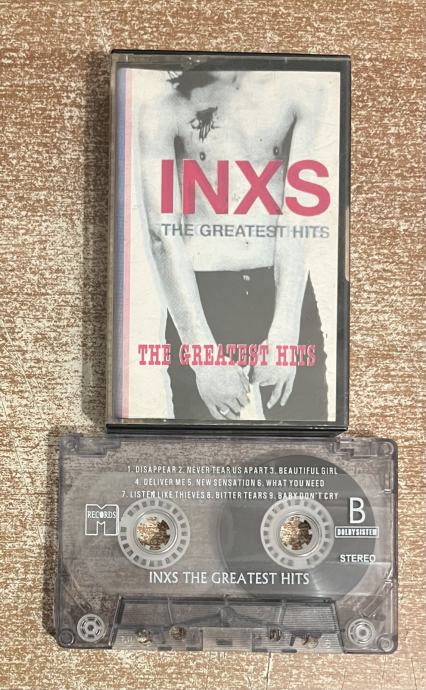 INXS
THE GREATEST HITS
THE GREATEST HITS
1. DISAPPEAR 2. NEVER TEAR US APART 3. BEAUTIFUL GIRL
4. DELIVER ME 5. NEW SENSATION 6. WHAT YOU NEED
7. LISTEN LIKE THIEVES 8. BITTER TEARS 9. BABY DON'T CRY
M
RECORDS
B
DOLBY SISTEM
STEREO
INXS THE GREATEST HITS